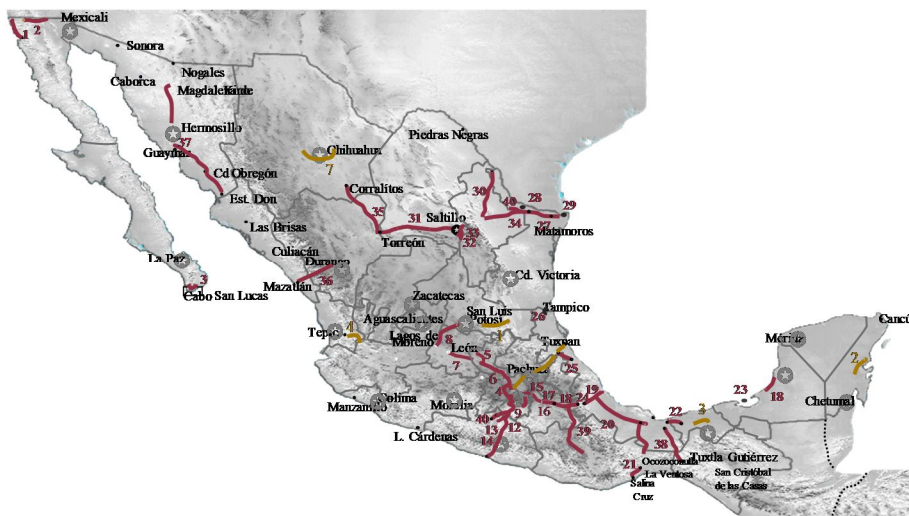 Mexicali
1
2
Sonora
Nogales
Caborca
Magdalena
Hermosillo
37
Guaymas
Cd Obregón
Est. Don
Las Brisas
Culiacán
Durango
36
Mazatlán
La Paz
3
Cabo San Lucas
Chihuahua
7
Corralitos
35
31
Torreón
Piedras Negras
30
40
28
29
34
27
Matamoros
Saltillo
33
32
Cd. Victoria
Zacatecas
San Luis
Potosí
Aguascalientes
Lagos de
Moreno
Tepic
4
8
1
26
Tampico
León
7
5
6
Tuxpan
25
Pachuca
4
15
17
16
18
24
19
9
40
12
13
14
Manzanillo
Colima
Morelia
L. Cárdenas
39
20
21
Salina
Cruz
38
Ocozocoautla
La Ventosa
22
3
Tuxtla Gutiérrez
San Cristóbal
de las Casas
23
18
Mérida
Cancú
2
Chetumal